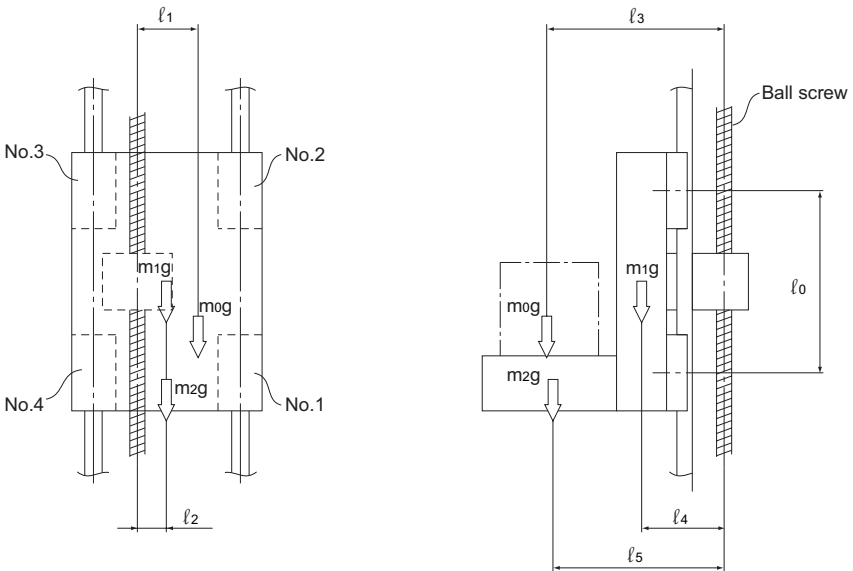 ℓ1
No.3
No.2
m1g
m0g
m2g
No.4
No.1
ℓ2
ℓ3
Ball screw
m1g
m0g
m2g
ℓ0
ℓ4
ℓ5